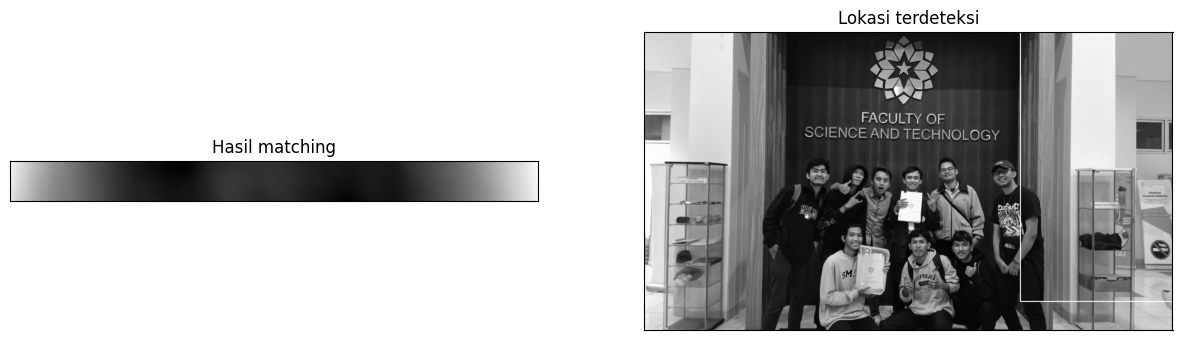 Hasil matching
Lokasi terdeteksi
FACULTY OF
SCIENCE AND TECHNOLOGY